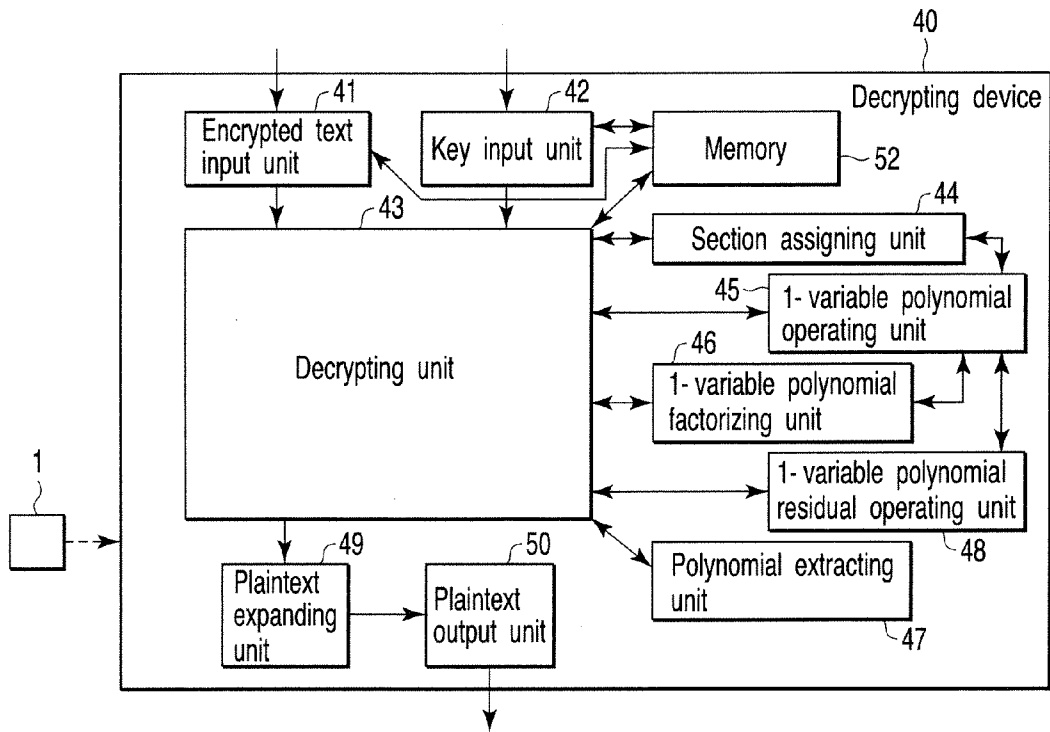 40
Decrypting device
41
Encrypted text
input unit
42
Key input unit
Memory
52
43
Decrypting unit
44
Section assigning unit
45
1- variable polynomial
operating unit
46
1- variable polynomial
factorizing unit
1- variable polynomial
residual operating unit
48
1
49
Plaintext
expanding
unit
50
Plaintext
output unit
Polynomial extracting
unit
47